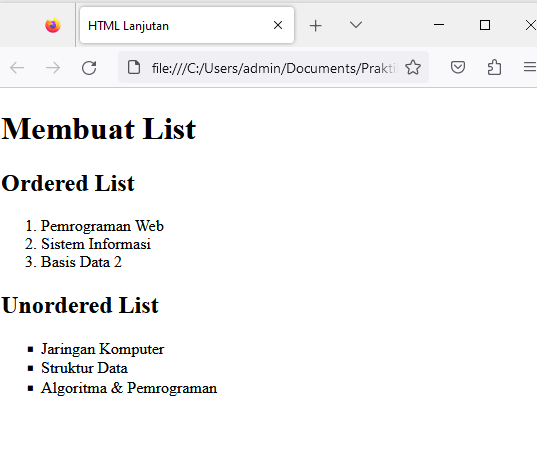 HTML Lanjutan
file:///C:/Users/admin/Documents/Prakti
Membuat List
Ordered List
1. Pemrograman Web
2. Sistem Informasi
3. Basis Data 2
Unordered List
▪ Jaringan Komputer
▪ Struktur Data
▪ Algoritma & Pemrograman